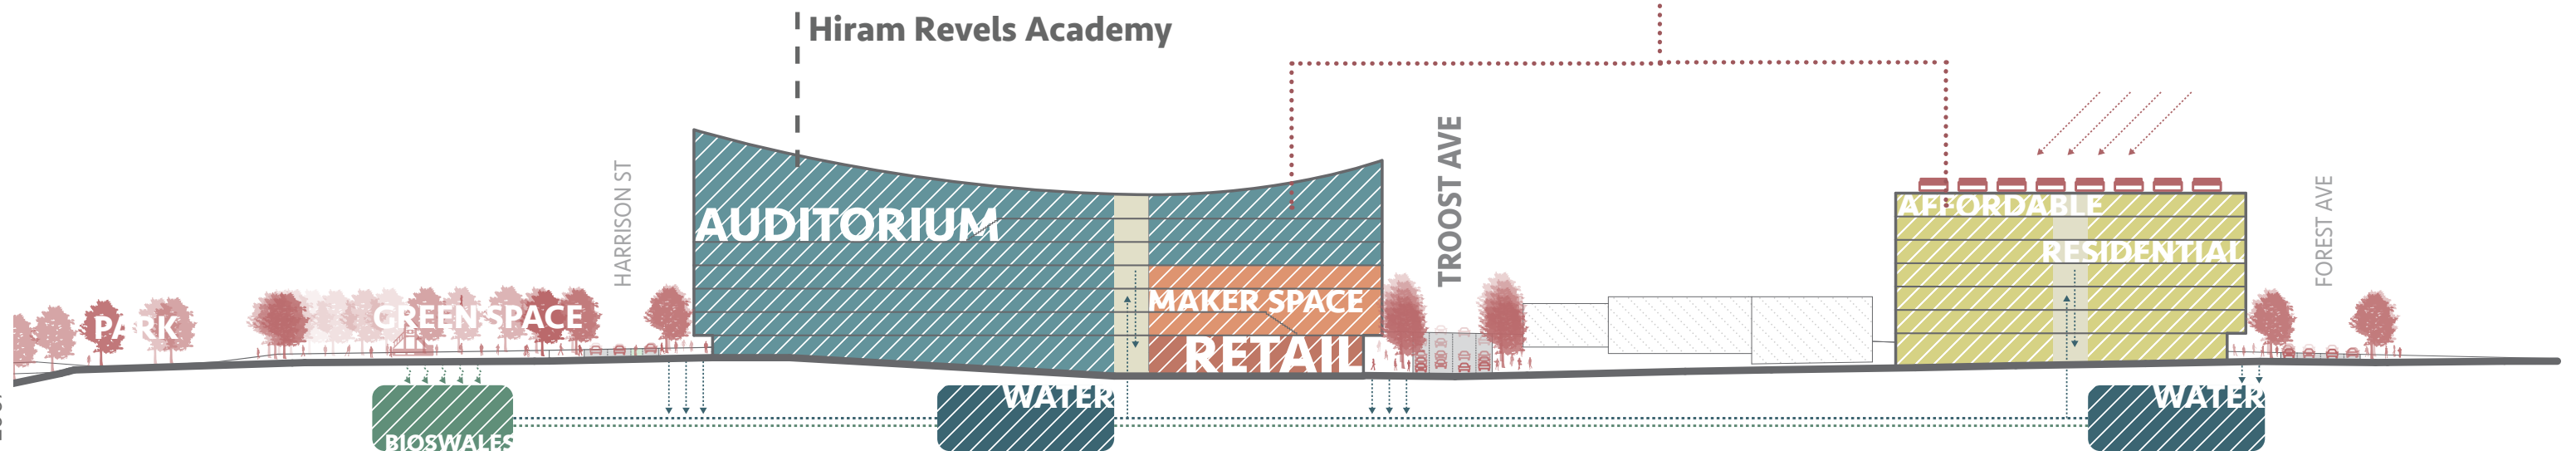 Hiram Revels Academy
HARRISON ST
AUDITORIUM
TROOST AVE
AFFORDABLE
RESIDENTIAL
FOREST AVE
PARK
GREEN SPACE
MAKER SPACE
RETAIL
WATER
WATER
BIOSWALES